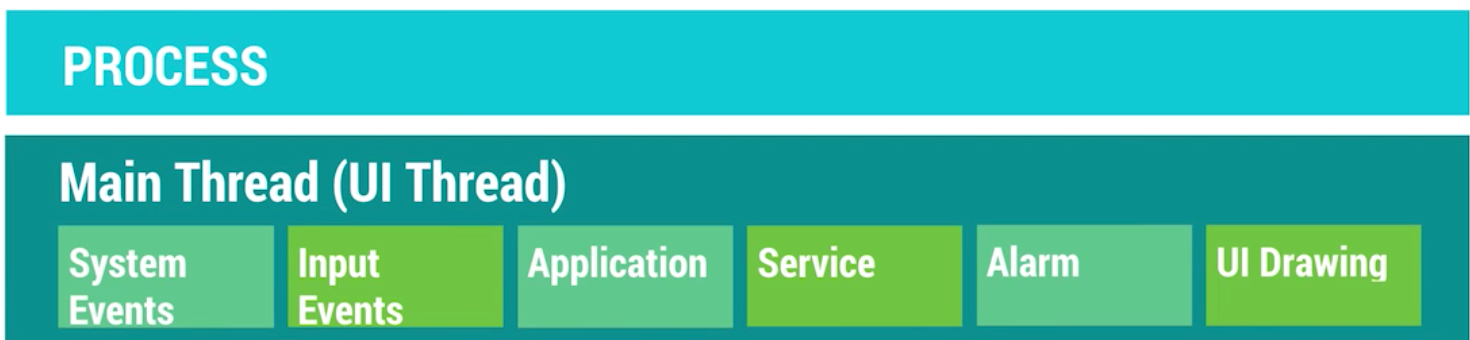 PROCESS
Main Thread (UI Thread)
System
Events
Input
Events
Application
Service
Alarm
UI Drawing